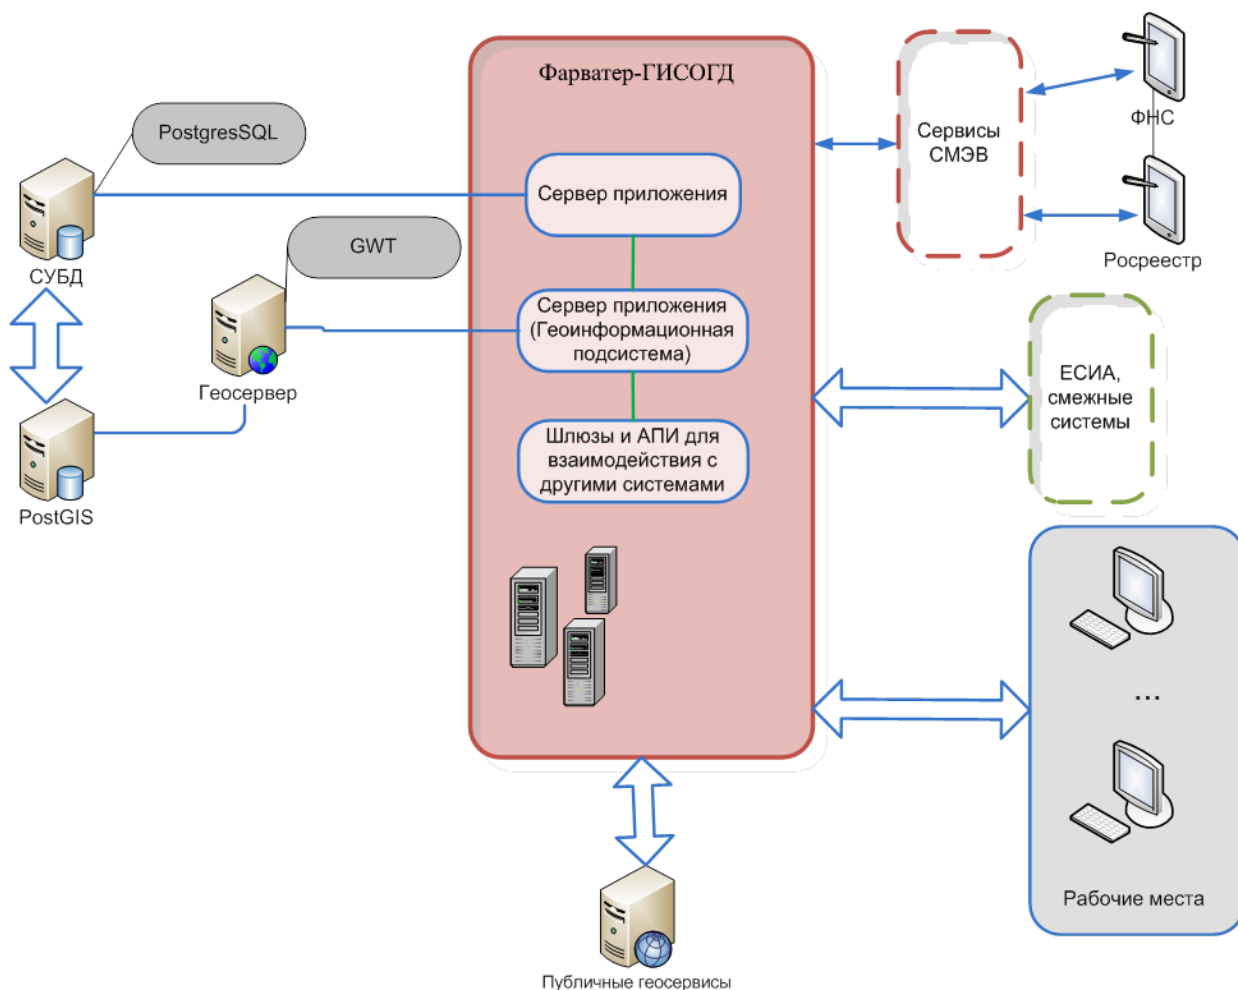 Фарватер-ГИСОГД
PostgresSQL
СУБД
GWT
Геосервер
PostGIS
Сервер приложения
Сервер приложения
(Геоинформационная
подсистема)
Шлюзы и АПИ для
взаимодействия с
другими системами
Сервисы
СМЭВ
ФНС
Росреестр
ЕСИА,
смежные
системы
...
Рабочие места
Публичные геосервисы